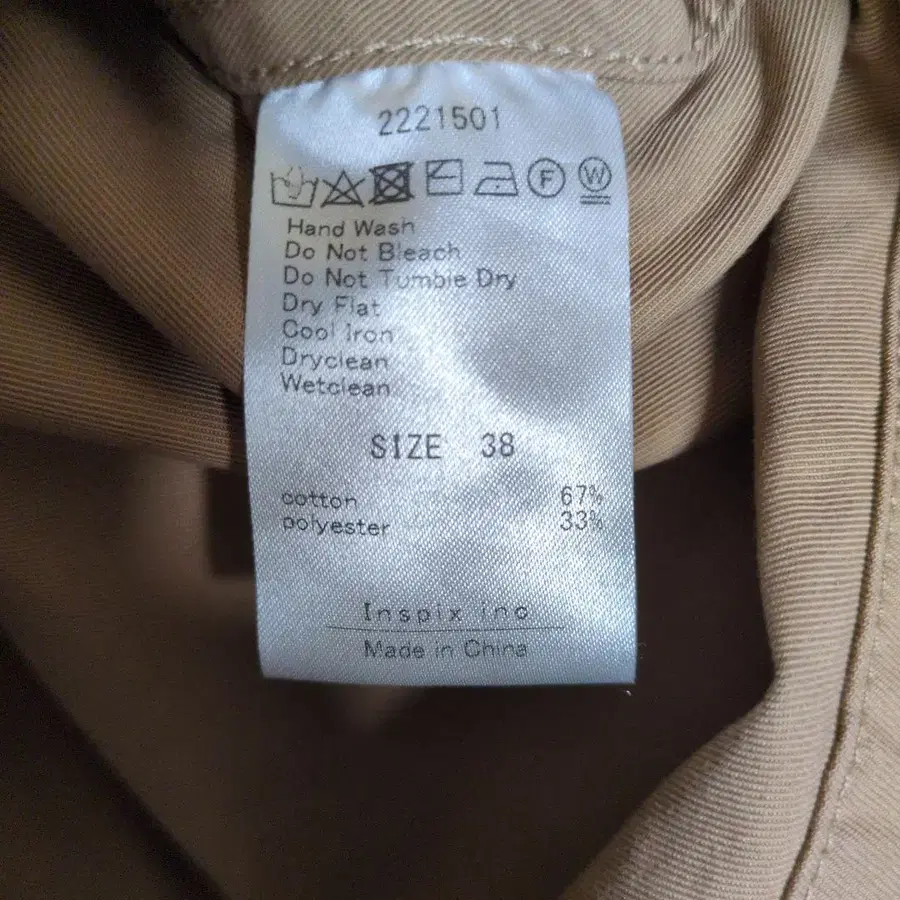 2221501
F W
Hand Wash
Do Not Bleach
Do Not Tumble Dry
Dry Flat
Cool Iron
Dryclean
Wetclean
SIZE 38
cotton 67%
polyester 33%
Inspix inc
Made in China